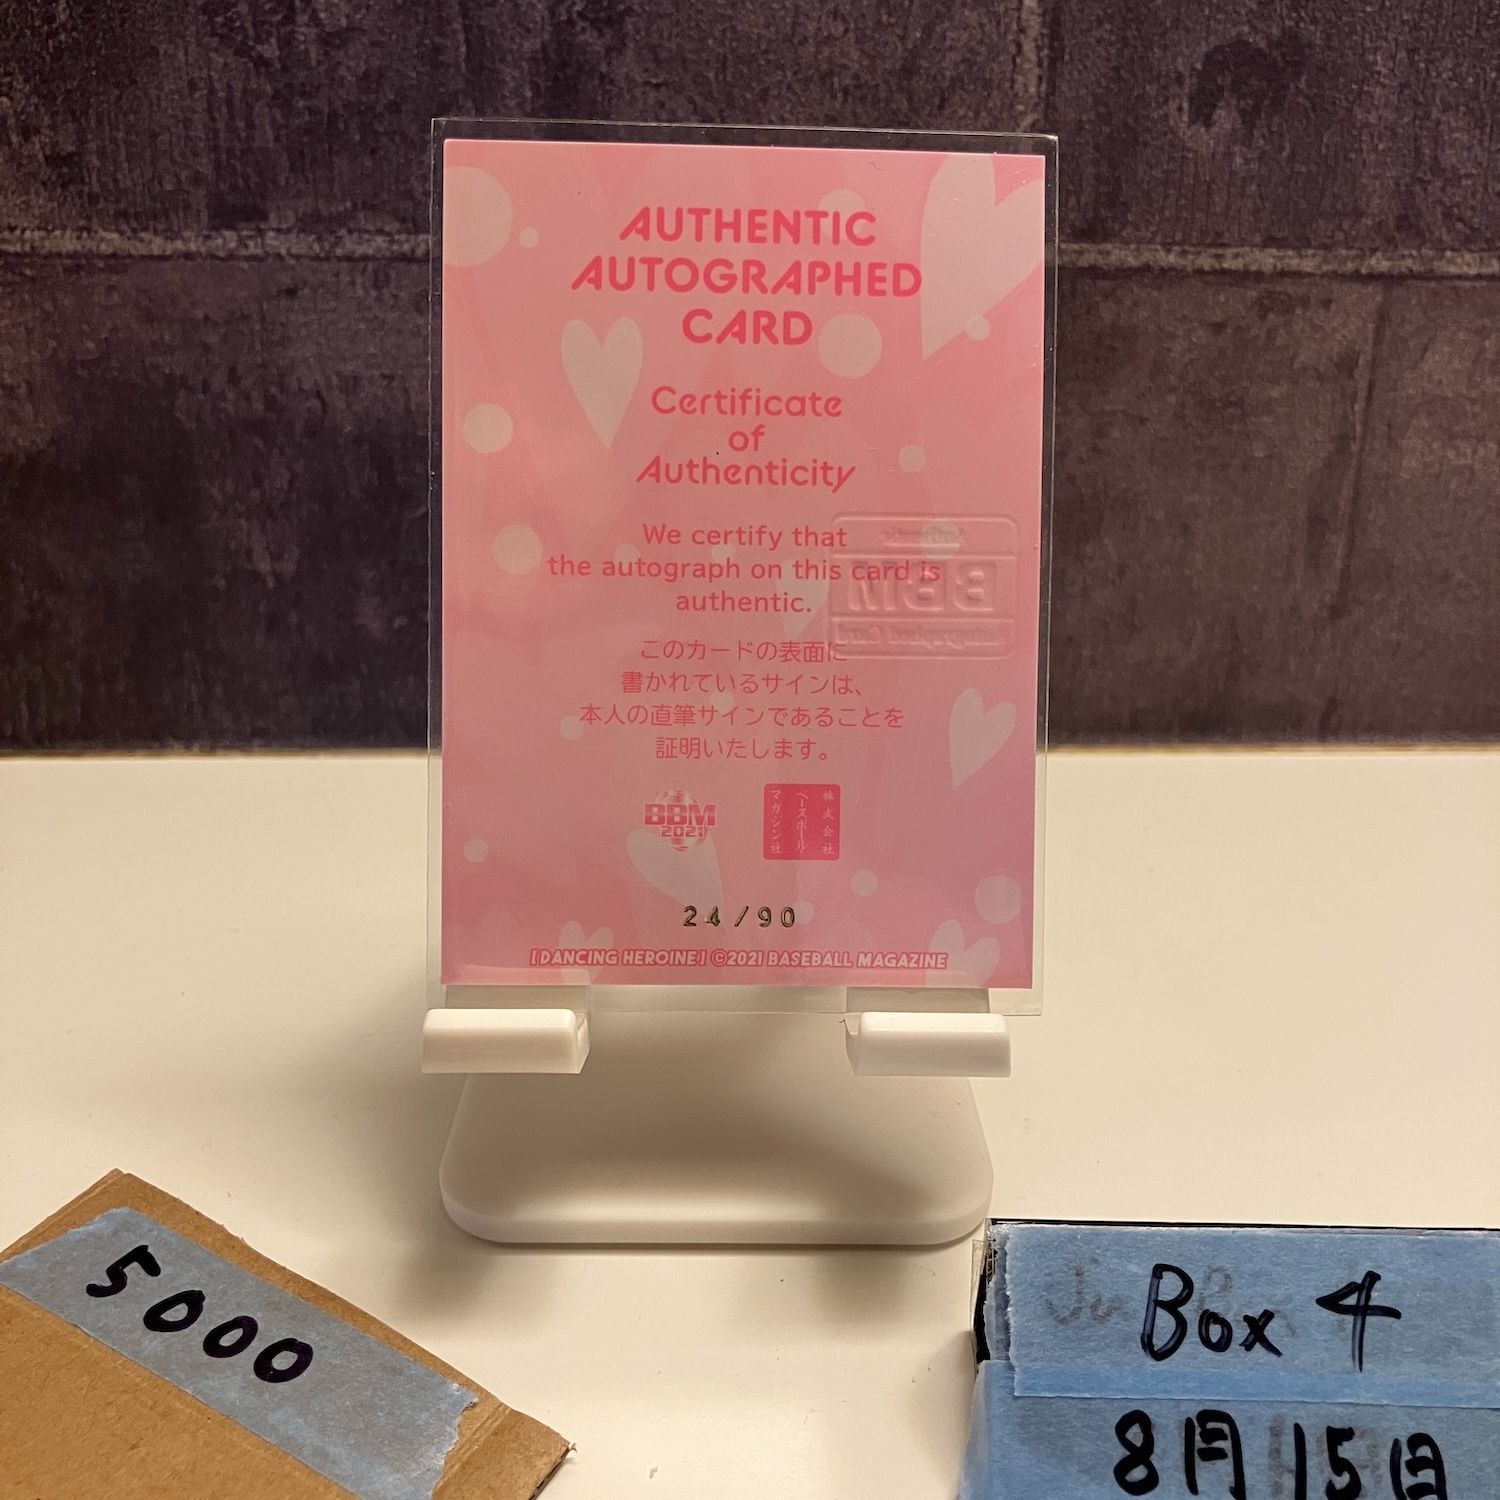 AUTHENTIC
AUTOGRAPHED
CARD
Certificate
of
Authenticity
We certify that
the autograph on this card is
authentic.
Authentic
BBM
Autographed Card
このカードの表面に
書かれているサインは、
本人の直筆サインであることを
証明いたします。
BBM
2021
株式会社
ベースボール・
マガジン社
24/90
[DANCING HEROINE] ©2021 BASEBALL MAGAZINE
5000
Box 4
8月15日